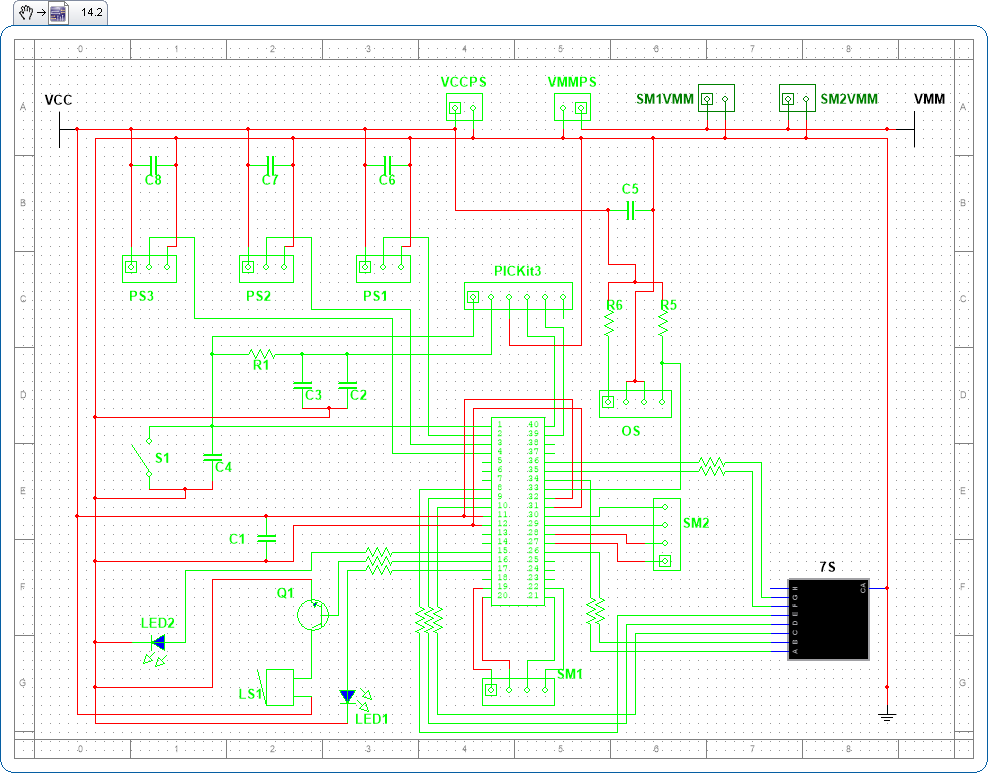 14.2
0 1 2 3 4 5 6 7 8
VCCPS VMMPS
SM1VMM SM2VMM
VCC VMM
A A
C8 C7 C6 C5
B B
PICKit3
PS3 PS2 PS1
C C
R6 R5
R1
C3 C2
D D
OS
1 40
2 39
3 38
4 37
5 36
6 35
7 34
8 33
9 32
10 31
11 30
12 29
13 28
14 27
15 26
16 25
17 24
18 23
19 22
20 21
S1
C4
E E
SM2
C1
7S
F F
Q1
H
G
F
E
D
C
B
A
CA
LED2
SM1
G G
LS1
LED1
0 1 2 3 4 5 6 7 8